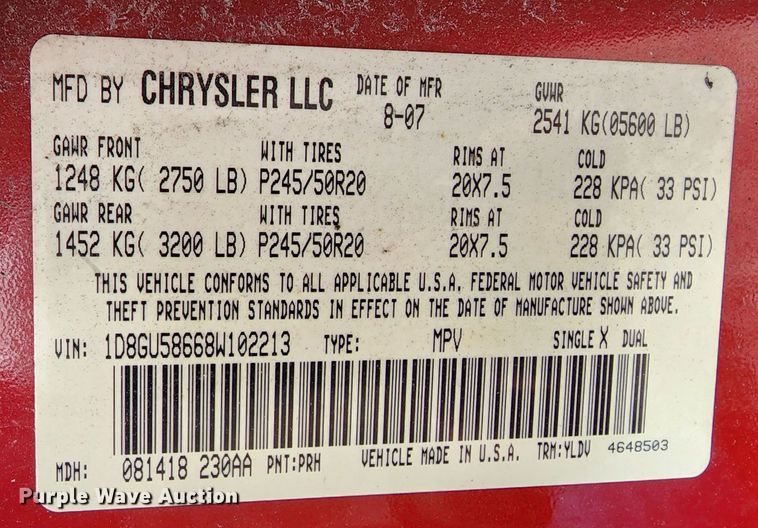 MFD BY CHRYSLER LLC DATE OF MFR 8-07 GVWR 2541 KG(05600 LB)
GAWR FRONT WITH TIRES RIMS AT COLD
1248 KG( 2750 LB) P245/50R20 20X7.5 228 KPA( 33 PSI)
GAWR REAR WITH TIRES RIMS AT COLD
1452 KG( 3200 LB) P245/50R20 20X7.5 228 KPA( 33 PSI)
THIS VEHICLE CONFORMS TO ALL APPLICABLE U.S.A. FEDERAL MOTOR VEHICLE SAFETY AND
THEFT PREVENTION STANDARDS IN EFFECT ON THE DATE OF MANUFACTURE SHOWN ABOVE.
VIN: 1D8GU58668W102213 TYPE: MPV SINGLE X DUAL
MDH: 081418 230AA PNT:PRH VEHICLE MADE IN U.S.A. TRM:YLDV 4648503
Purple Wave Auction